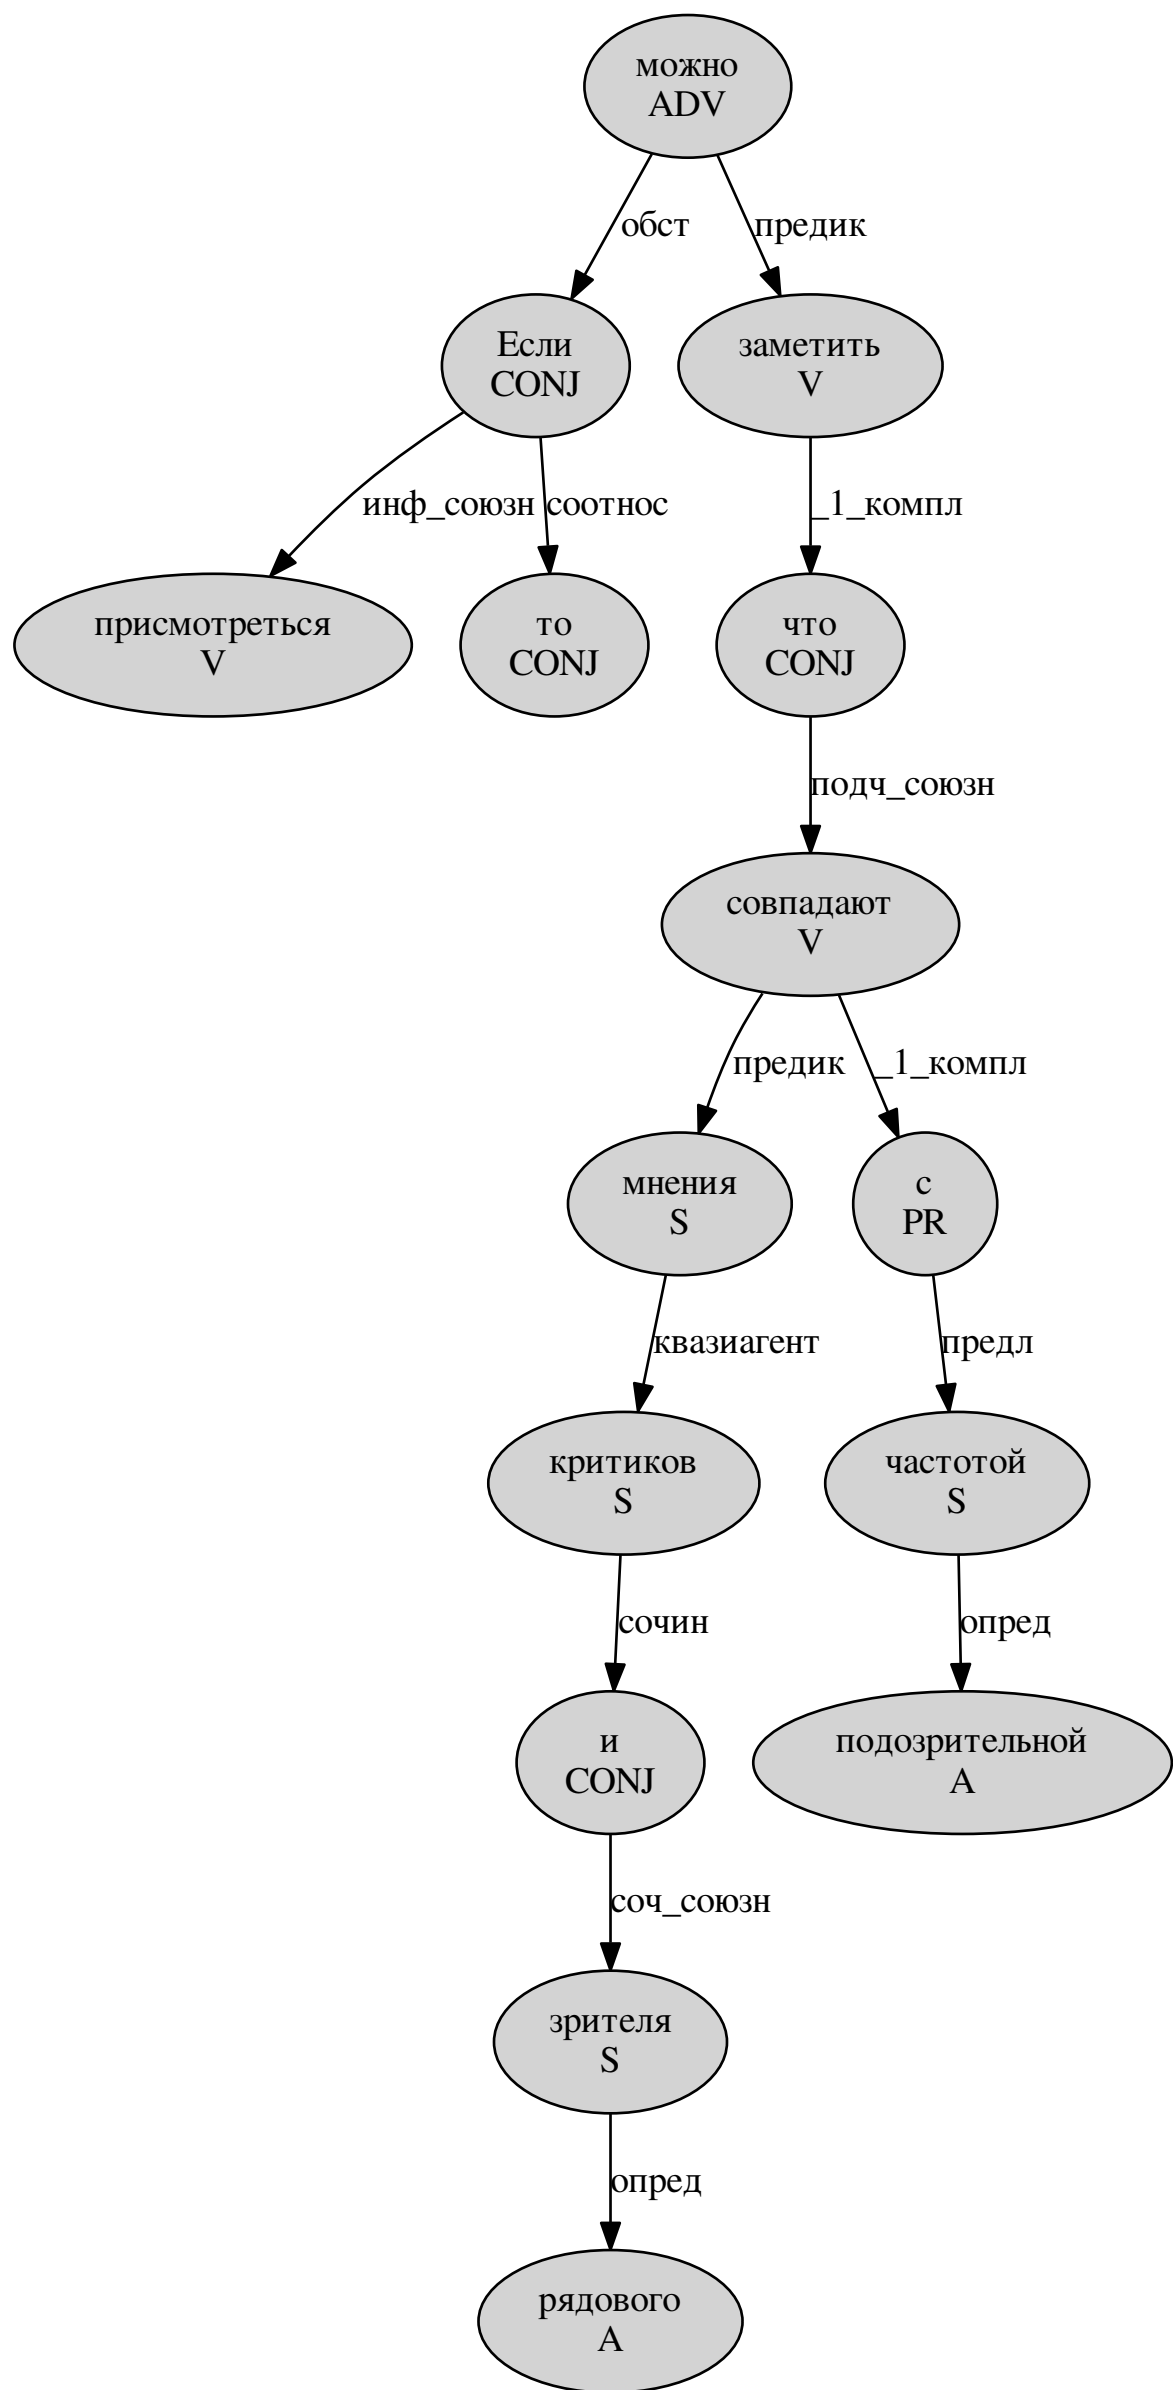 можно
ADV
обст
предик
Если
CONJ
заметить
V
инф_союзн
соотнос
_1_компл
присмотреться
V
то
CONJ
что
CONJ
подч_союзн
совпадают
V
предик
_1_компл
мнения
S
с
PR
квазиагент
предл
критиков
S
частотой
S
сочин
опред
и
CONJ
подозрительной
A
соч_союзн
зрителя
S
опред
рядового
A